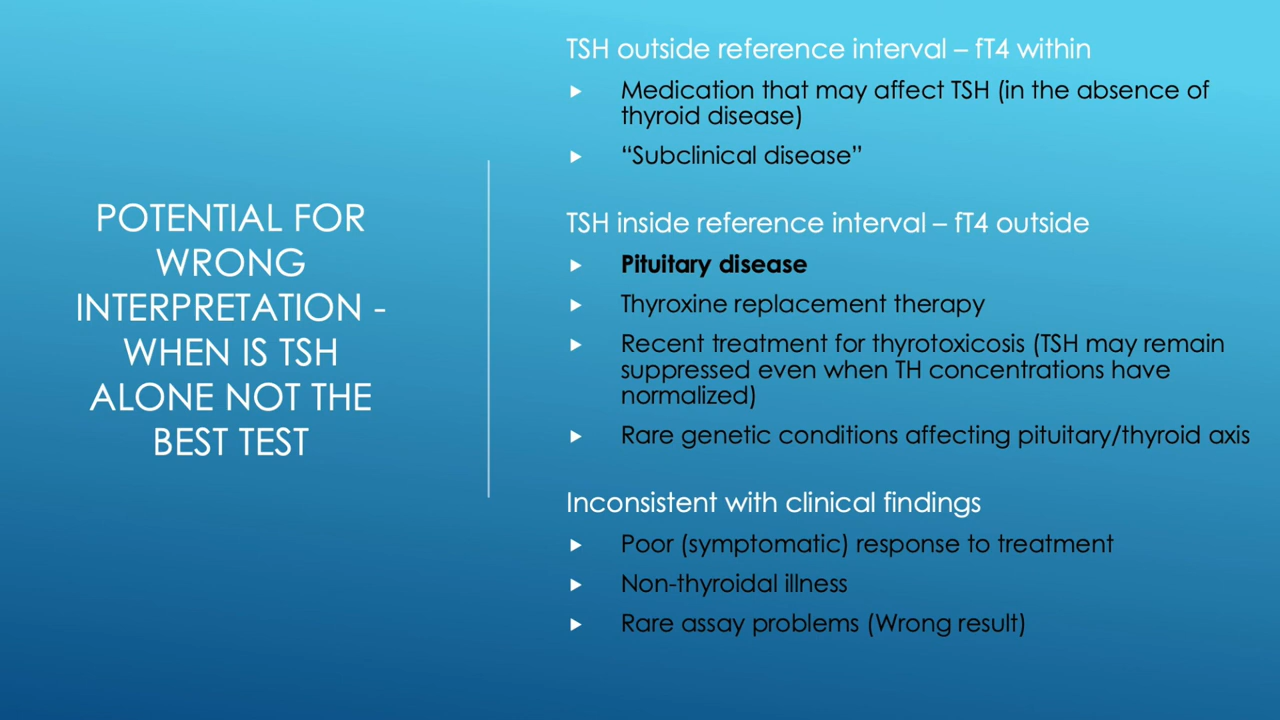 POTENTIAL FOR
WRONG
INTERPRETATION -
WHEN IS TSH
ALONE NOT THE
BEST TEST
TSH outside reference interval – fT4 within
Medication that may affect TSH (in the absence of
thyroid disease)
“Subclinical disease”
TSH inside reference interval – fT4 outside
Pituitary disease
Thyroxine replacement therapy
Recent treatment for thyrotoxicosis (TSH may remain
suppressed even when TH concentrations have
normalized)
Rare genetic conditions affecting pituitary/thyroid axis
Inconsistent with clinical findings
Poor (symptomatic) response to treatment
Non-thyroidal illness
Rare assay problems (Wrong result)